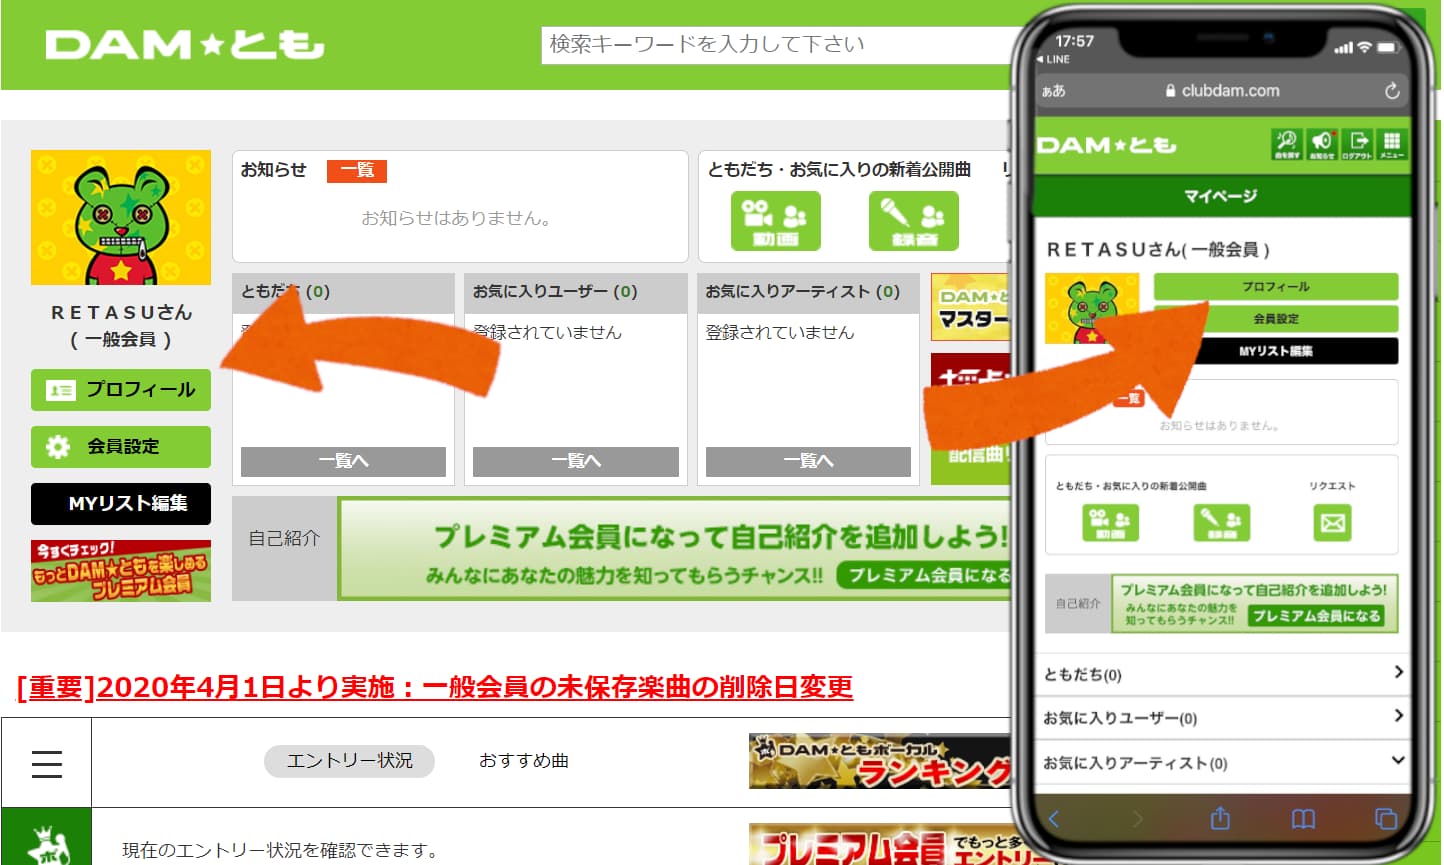 DAM★とも
検索キーワードを入力して下さい
お知らせ 一覧
お知らせはありません。
ともだち・お気に入りの新着公開曲
動画
録音
ＲＥＴＡＳＵさん
( 一般会員 )
プロフィール
会員設定
MYリスト編集
今すぐチェック!
もっとDAM★ともを楽しめる
プレミアム会員
ともだち (0)
お気に入りユーザー (0)
登録されていません
お気に入りアーティスト (0)
登録されていません
一覧へ
一覧へ
一覧へ
DAM★と
マスター
配信曲リ
自己紹介
プレミアム会員になって自己紹介を追加しよう!
みんなにあなたの魅力を知ってもらうチャンス!!
プレミアム会員になる
[重要]2020年4月1日より実施：一般会員の未保存楽曲の削除日変更
エントリー状況
おすすめ曲
DAM★ともボーカル
ランキング
現在のエントリー状況を確認できます。
プレミアム会員
でもっと多
エントリー
17:57
LINE
ぁあ
clubdam.com
DAM★とも
曲を探す
お知らせ
ログアウト
メニュー
マイページ
ＲＥＴＡＳＵさん( 一般会員 )
プロフィール
会員設定
MYリスト編集
一覧
お知らせはありません。
ともだち・お気に入りの新着公開曲
リクエスト
動画
録音
自己紹介
プレミアム会員になって自己紹介を追加しよう!
みんなにあなたの魅力を
知ってもらうチャンス!!
プレミアム会員になる
ともだち(0)
お気に入りユーザー(0)
お気に入りアーティスト(0)